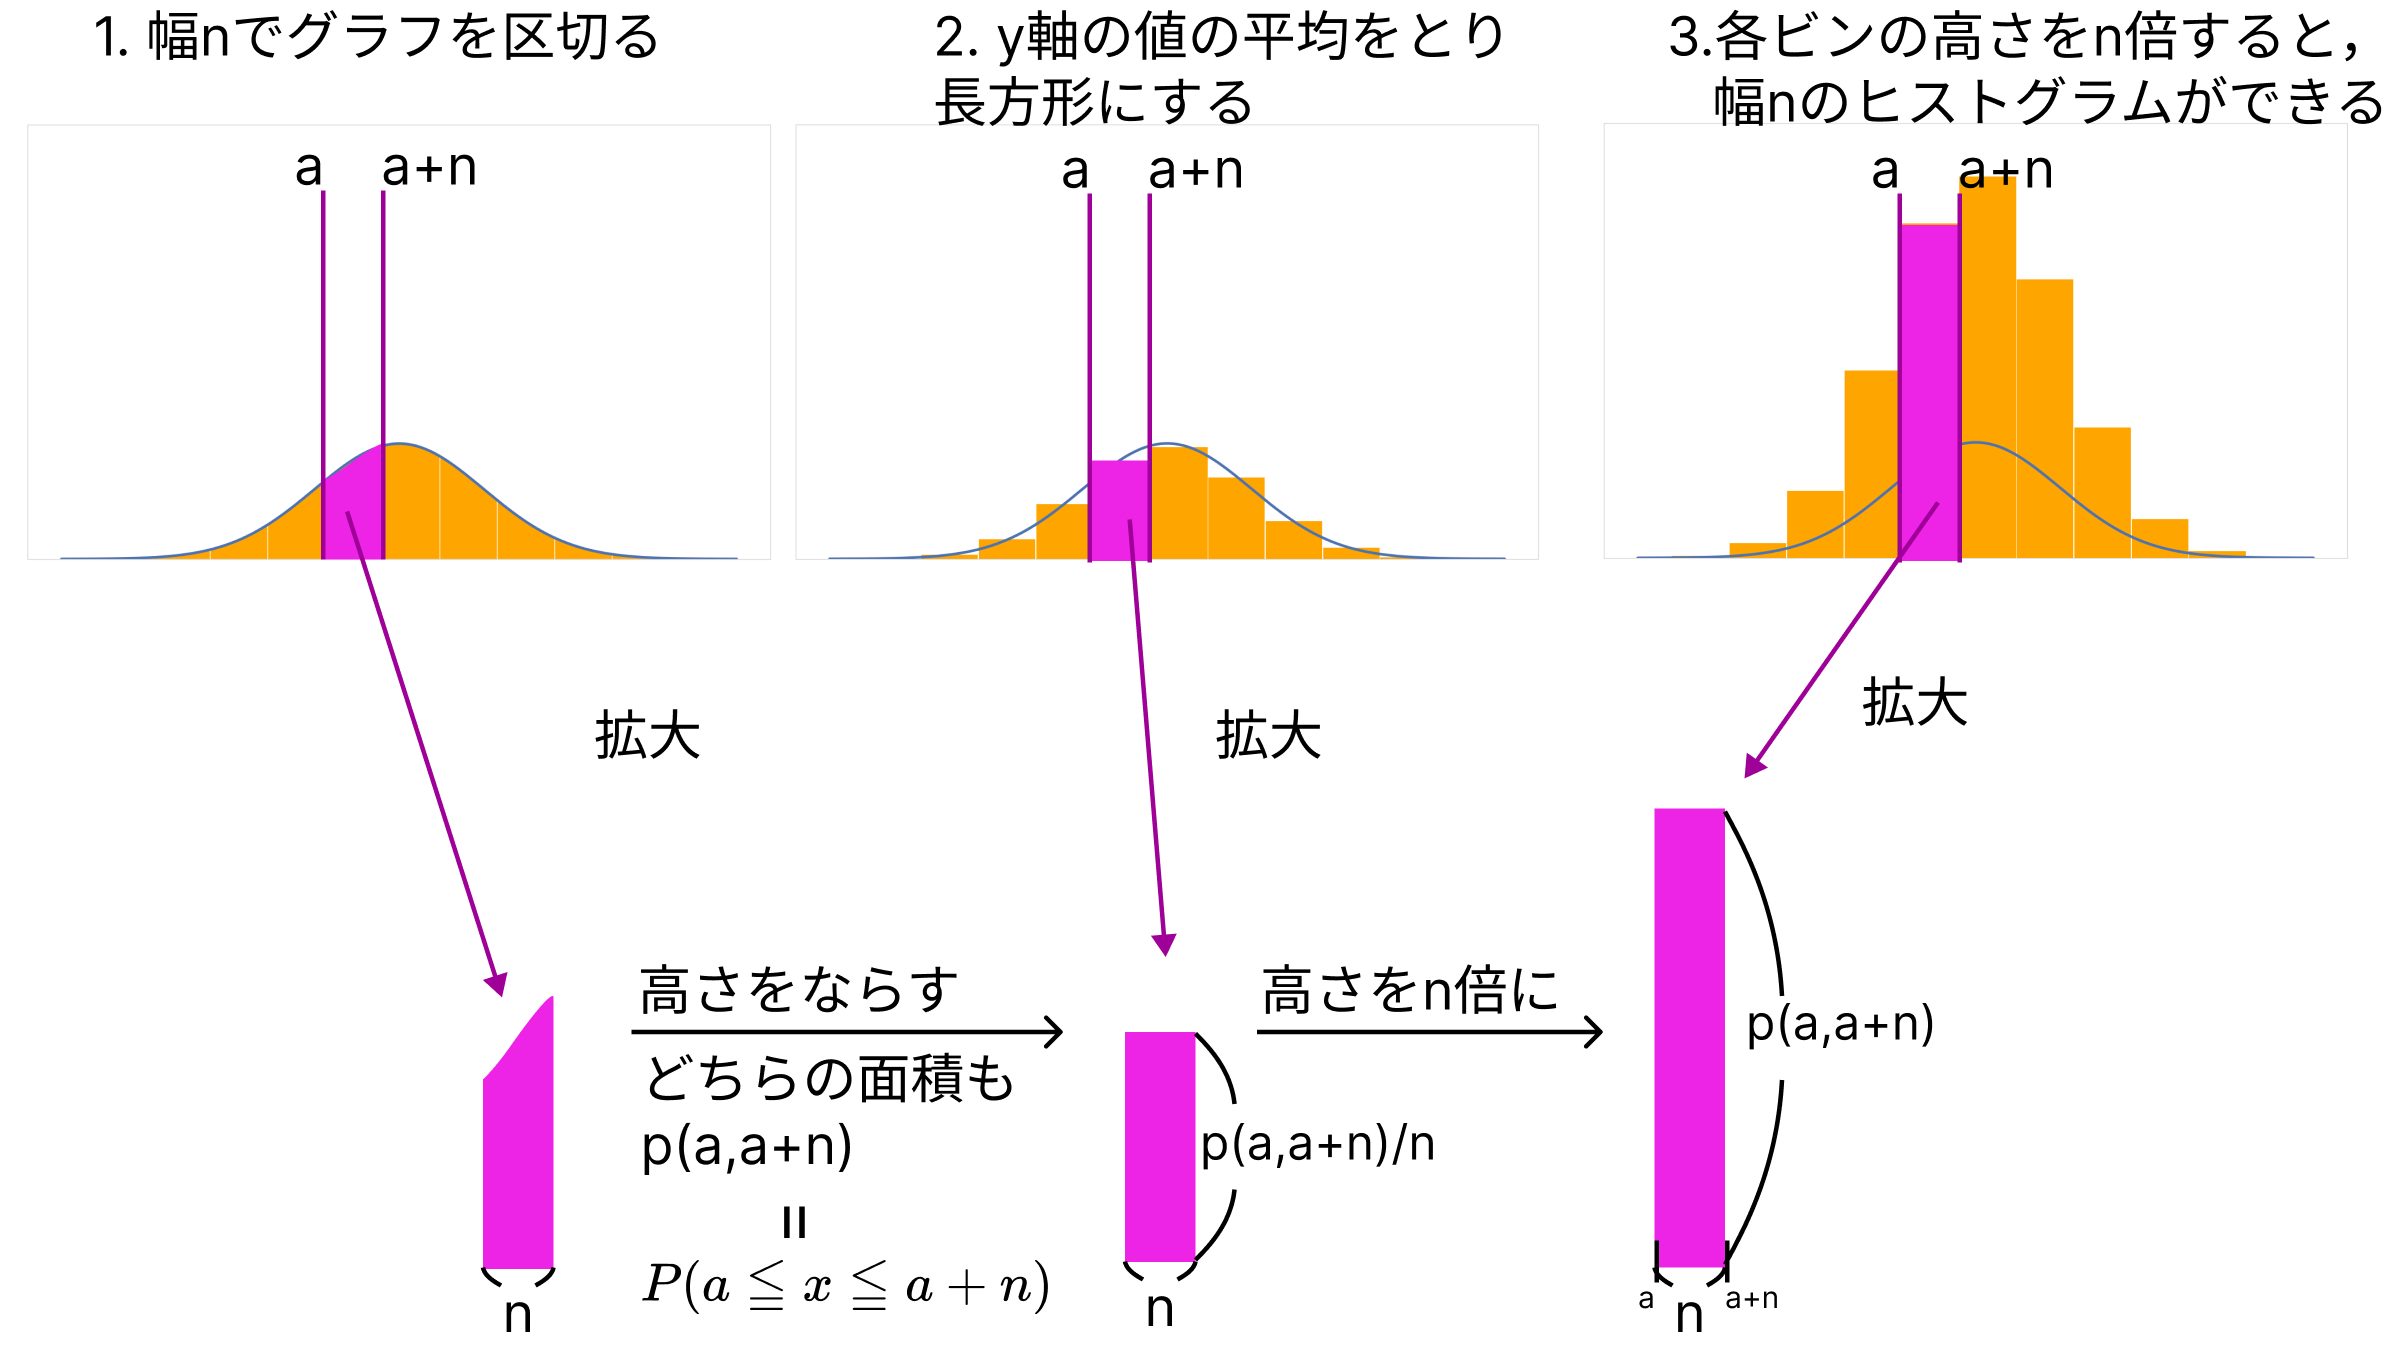 1. 幅nでグラフを区切る
2. y軸の値の平均をとり
長方形にする
3.各ビンの高さをn倍すると，
幅nのヒストグラムができる
a a+n
a a+n
a a+n
拡大
拡大
拡大
高さをならす
どちらの面積も
p(a,a+n)
=
P(a ≦ x ≦ a + n)
n
高さをn倍に
p(a,a+n)/n
n
p(a,a+n)
a n a+n